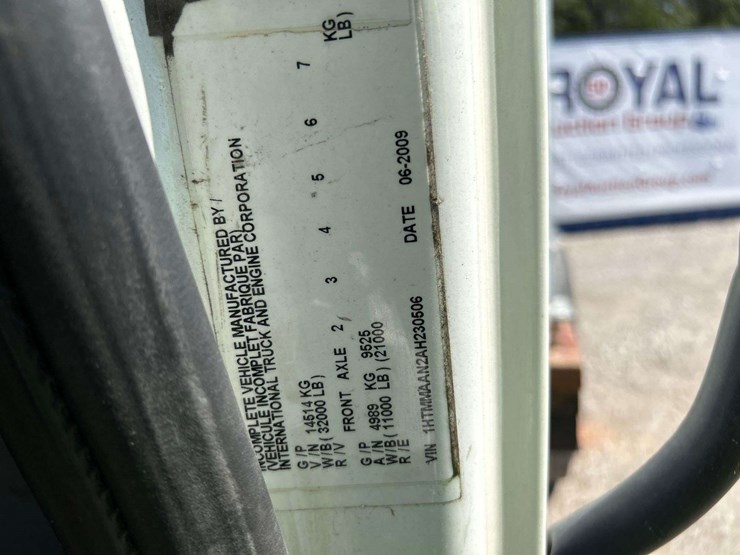 INCOMPLETE VEHICLE MANUFACTURED BY /
(VEHICULE INCOMPLET FABRIQUE PAR)
INTERNATIONAL TRUCK AND ENGINE CORPORATION
G /P
V / N 14514 KG
W/B ( 32000 LB )
R / V FRONT AXLE 2 / 3 4 5 6 7
G / P
A / N 4989 KG 9525 KG
W/B ( 11000 LB ) (21000 LB )
R / E
DATE 06-2009
VIN 1HTMMAAN2AH230506
ROYAL